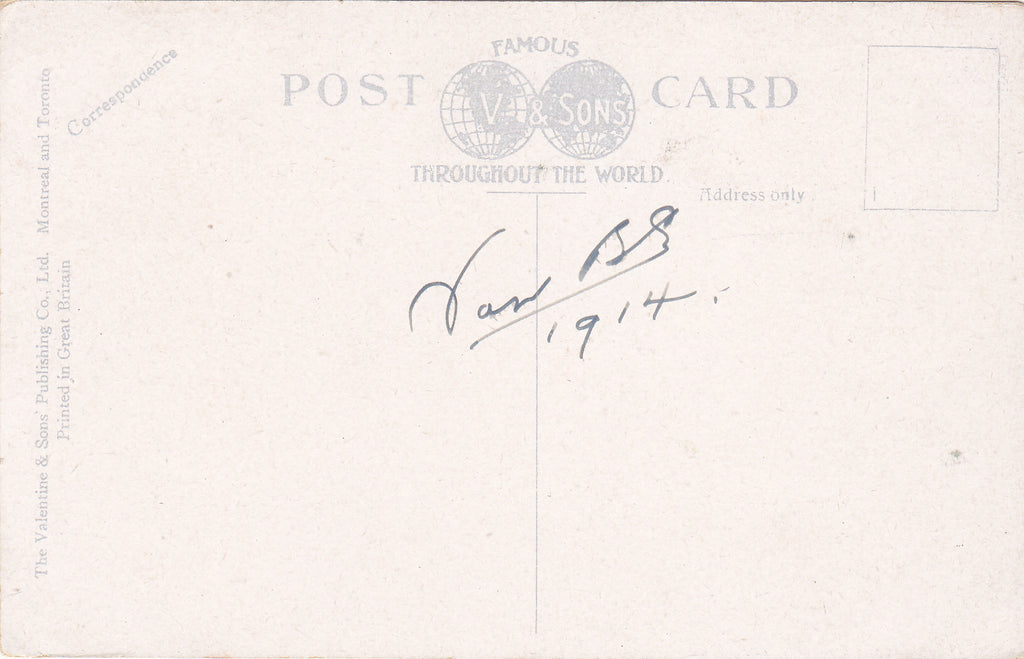 FAMOUS
POST CARD
V. & SONS
THROUGHOUT THE WORLD.
Correspondence
Address only.
The Valentine & Sons' Publishing Co., Ltd. Montreal and Toronto
Printed in Great Britain
Van BC
1914.